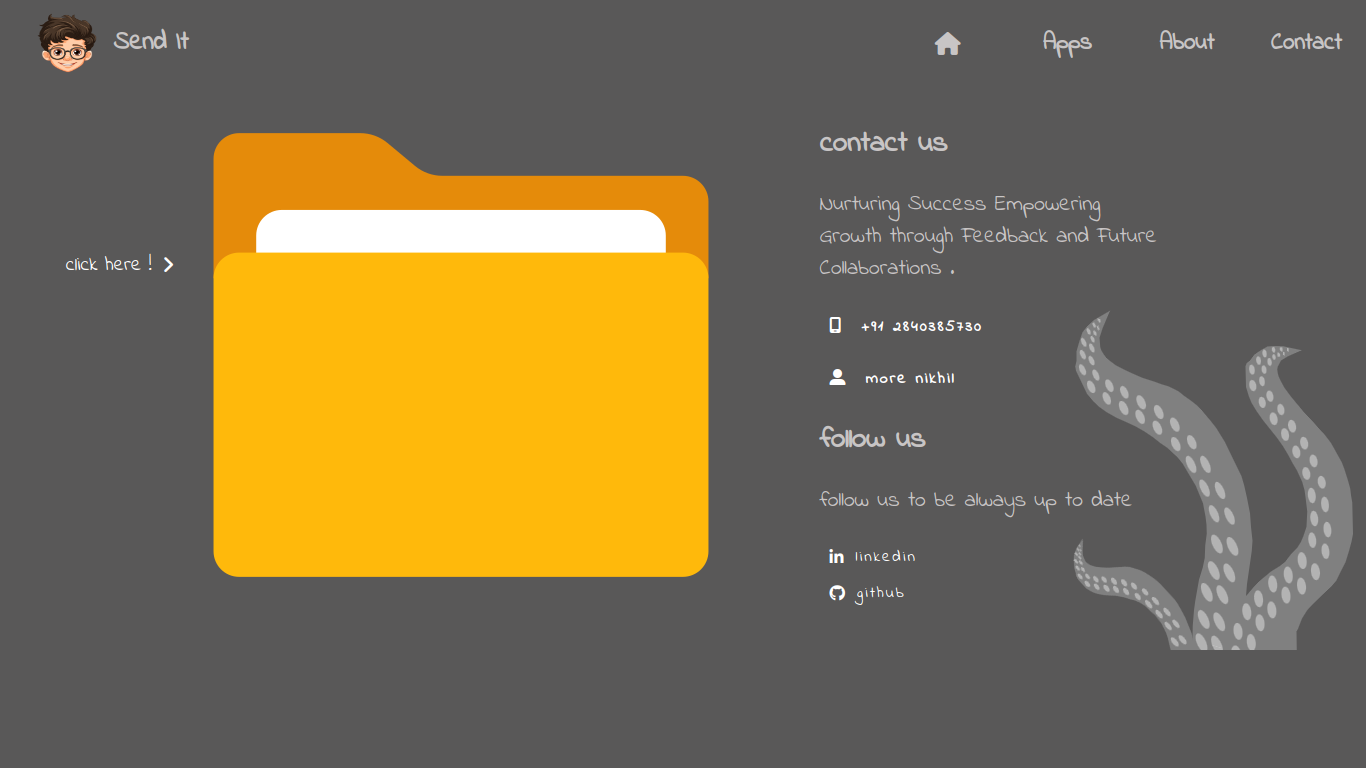 Send It
Apps
About
Contact
click here !
contact us
Nurturing Success Empowering
Growth through Feedback and Future
Collaborations .
+91 2840385730
more nikhil
follow us
follow us to be always up to date
linkedin
github